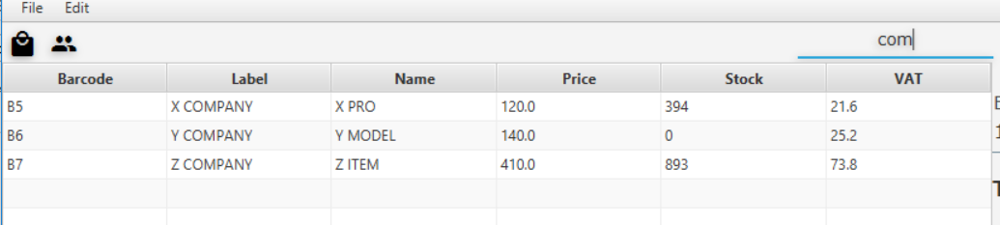 File Edit
com
Barcode Label Name Price Stock VAT
B5 X COMPANY X PRO 120.0 394 21.6
B6 Y COMPANY Y MODEL 140.0 0 25.2
B7 Z COMPANY Z ITEM 410.0 893 73.8